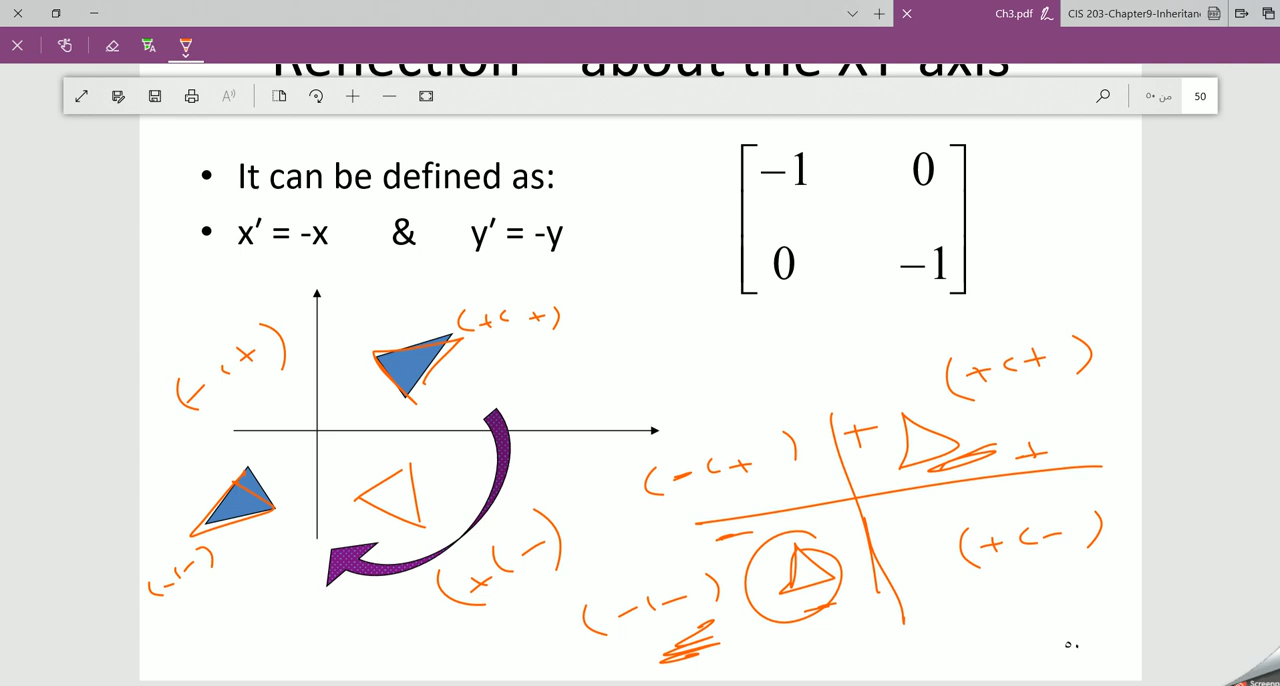 Ch3.pdf
CIS 203-Chapter9-Inheritan
50 من ٥٠
Reflection about the XY axis
• It can be defined as:
• x′ = -x & y′ = -y
-1 0
0 -1
(+ ‹ +)
(+ ‹ +)
+
+
(- ‹ +)
(+ ‹ -)
(- ‹ -)
(- ‹ -)
٥٠